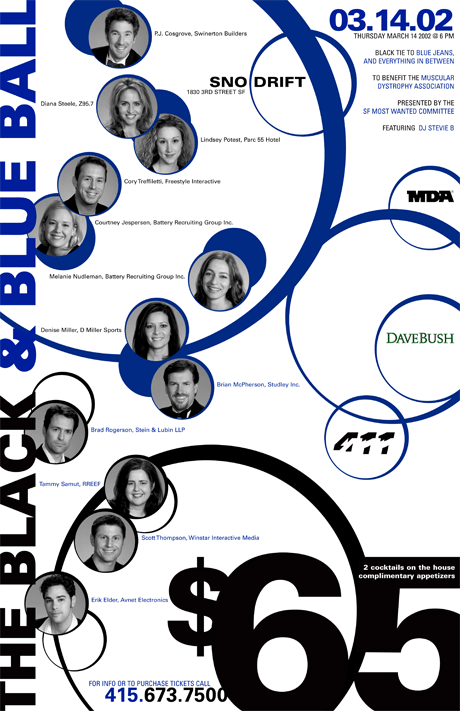 THE BLACK & BLUE BALL
03.14.02
THURSDAY MARCH 14 2002 @ 6 PM
BLACK TIE TO BLUE JEANS,
AND EVERYTHING IN BETWEEN
TO BENEFIT THE MUSCULAR
DYSTROPHY ASSOCIATION
PRESENTED BY THE
SF MOST WANTED COMMITTEE
FEATURING DJ STEVIE B
SNO DRIFT
1830 3RD STREET SF
P.J. Cosgrove, Swinerton Builders
Diana Steele, Z95.7
Lindsey Potest, Parc 55 Hotel
Cory Treffiletti, Freestyle Interactive
Courtney Jespersen, Battery Recruiting Group Inc.
Melanie Nudleman, Battery Recruiting Group Inc.
Denise Miller, D Miller Sports
Brian McPherson, Studley Inc.
Brad Rogerson, Stein & Lubin LLP
Tammy Samut, RREEF
Scott Thompson, Winstar Interactive Media
Erik Elder, Avnet Electronics
MDA
DAVEBUSH
411
$65
2 cocktails on the house
complimentary appetizers
FOR INFO OR TO PURCHASE TICKETS CALL
415.673.7500